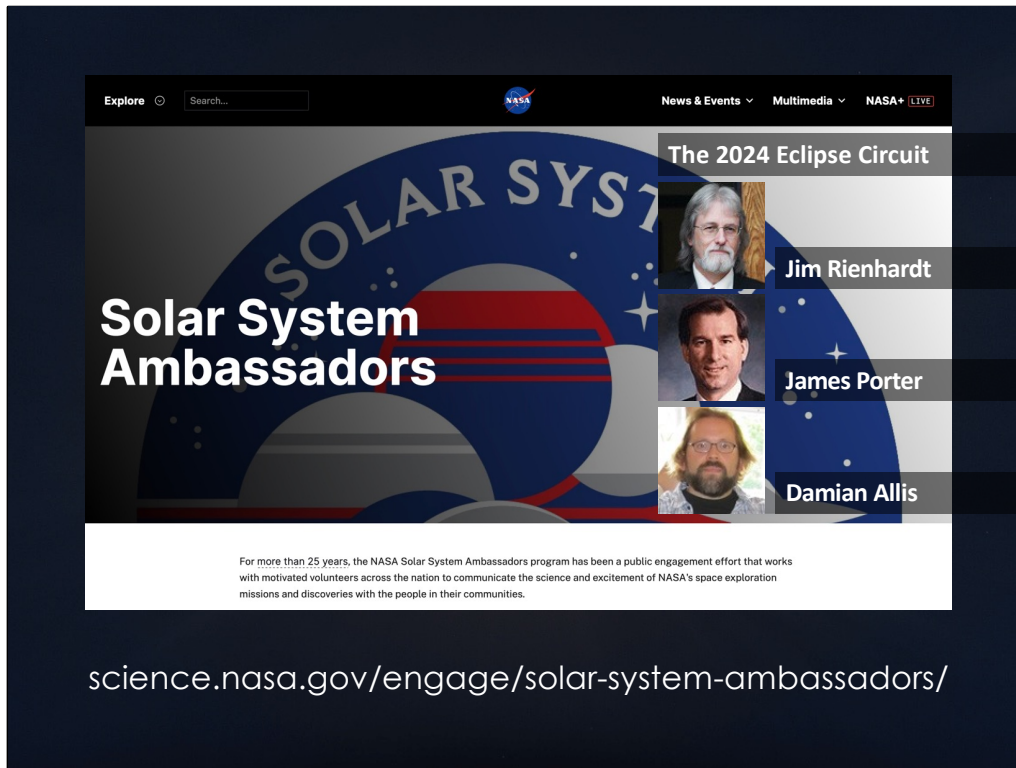 Explore
Search...
NASA
News & Events
Multimedia
NASA+ LIVE
The 2024 Eclipse Circuit
SOLAR SYST
Jim Rienhardt
Solar System
Ambassadors
James Porter
Damian Allis
For more than 25 years, the NASA Solar System Ambassadors program has been a public engagement effort that works
with motivated volunteers across the nation to communicate the science and excitement of NASA's space exploration
missions and discoveries with the people in their communities.
science.nasa.gov/engage/solar-system-ambassadors/